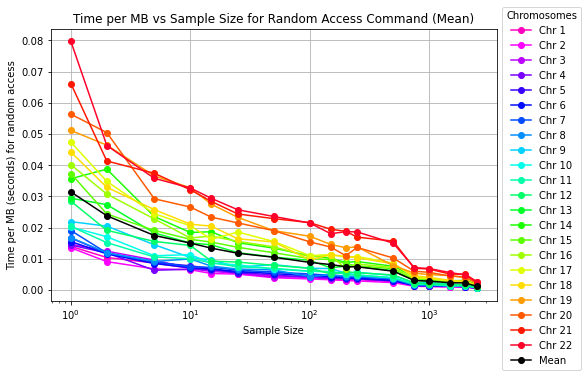 Time per MB vs Sample Size for Random Access Command (Mean)
Time per MB (seconds) for random access
0.08
0.07
0.06
0.05
0.04
0.03
0.02
0.01
0.00
10⁰
10¹
10²
10³
Sample Size
Chromosomes
Chr 1
Chr 2
Chr 3
Chr 4
Chr 5
Chr 6
Chr 7
Chr 8
Chr 9
Chr 10
Chr 11
Chr 12
Chr 13
Chr 14
Chr 15
Chr 16
Chr 17
Chr 18
Chr 19
Chr 20
Chr 21
Chr 22
Mean